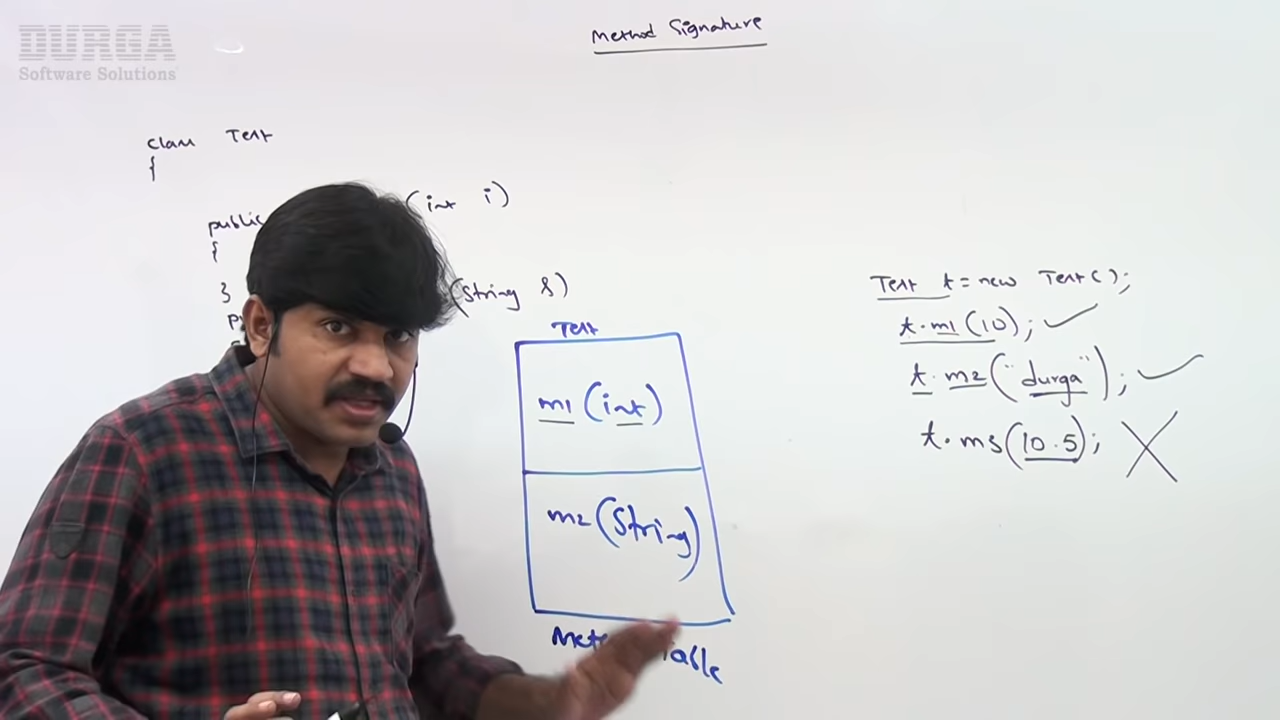 DURGA
Software Solutions
Method Signature
class Test
{
public (int i)
{
}
(String s)
Test
m1(int)
m2(String)
Test t = new Test();
t.m1(10);
t.m2("durga");
t.m3(10.5);